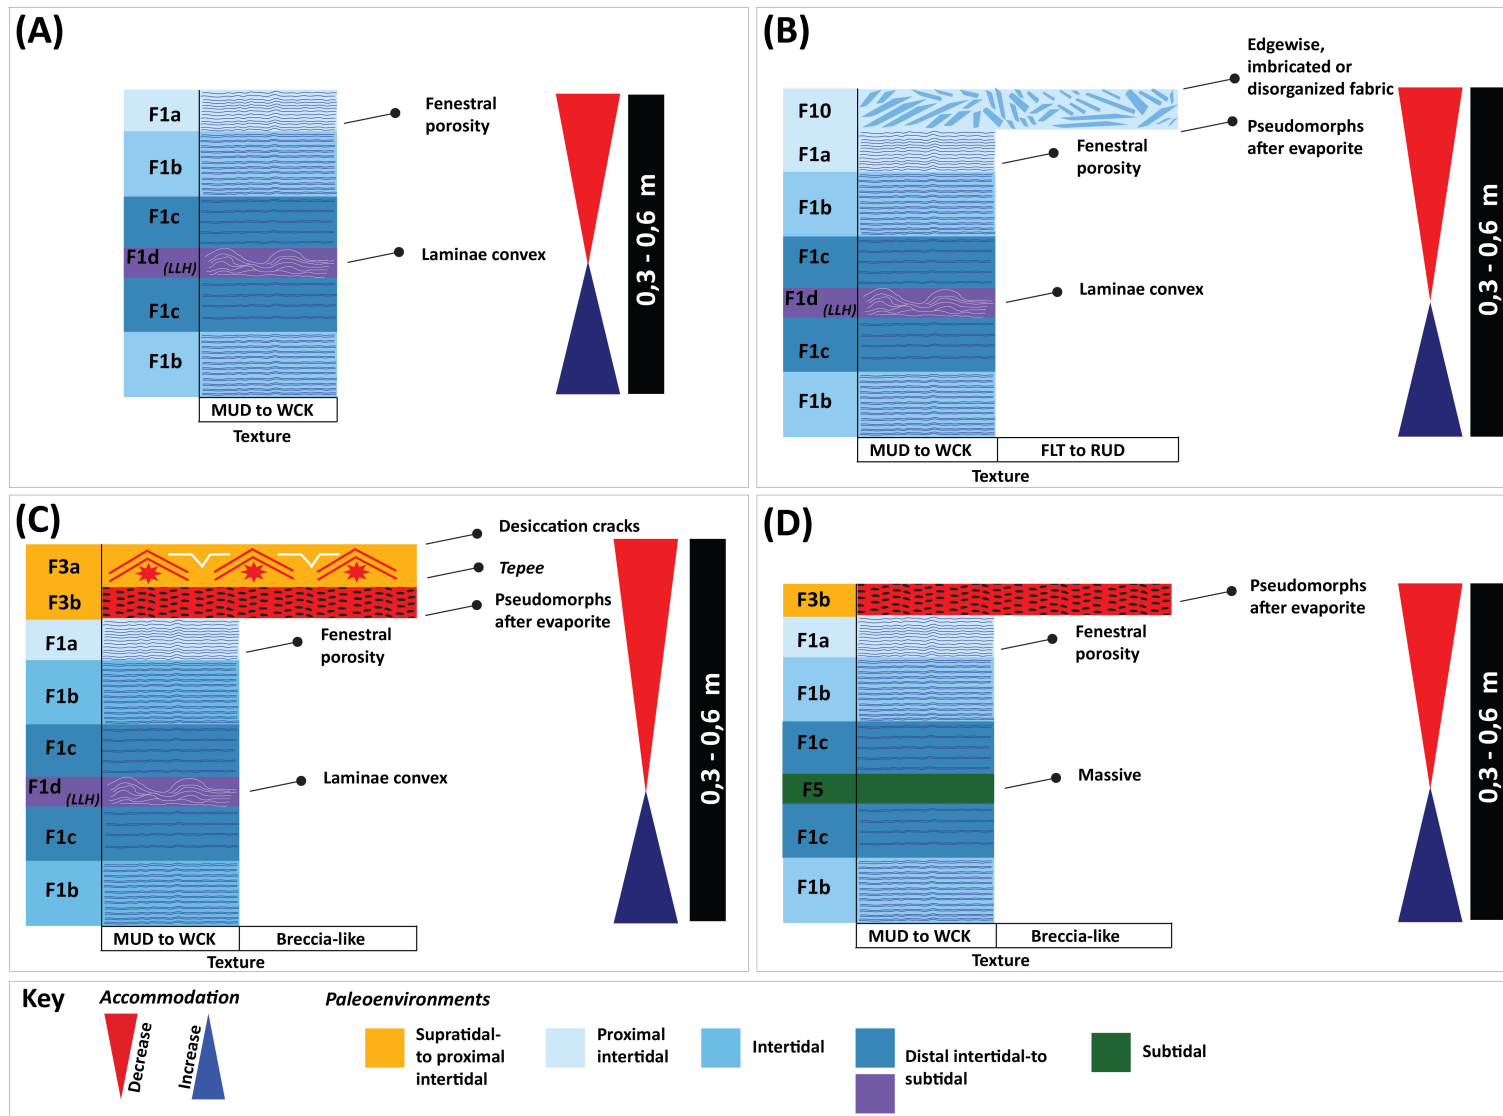 (A)
F1a
F1b
F1c
F1d (LLH)
F1c
F1b
Fenestral
porosity
Laminae convex
MUD to WCK
Texture
0,3 - 0,6 m
(B)
F10
F1a
F1b
F1c
F1d (LLH)
F1c
F1b
Edgewise,
imbricated or
disorganized fabric
Pseudomorphs
after evaporite
Fenestral
porosity
Laminae convex
MUD to WCK
FLT to RUD
Texture
0,3 - 0,6 m
(C)
F3a
F3b
F1a
F1b
F1c
F1d (LLH)
F1c
F1b
Desiccation cracks
Tepee
Pseudomorphs
after evaporite
Fenestral
porosity
Laminae convex
MUD to WCK
Breccia-like
Texture
0,3 - 0,6 m
(D)
F3b
F1a
F1b
F1c
F5
F1c
F1b
Pseudomorphs
after evaporite
Fenestral
porosity
Massive
MUD to WCK
Breccia-like
Texture
0,3 - 0,6 m
Key
Accommodation
Decrease
Increase
Paleoenvironments
Supratidal-
to proximal
intertidal
Proximal
intertidal
Intertidal
Distal intertidal-to
subtidal
Subtidal